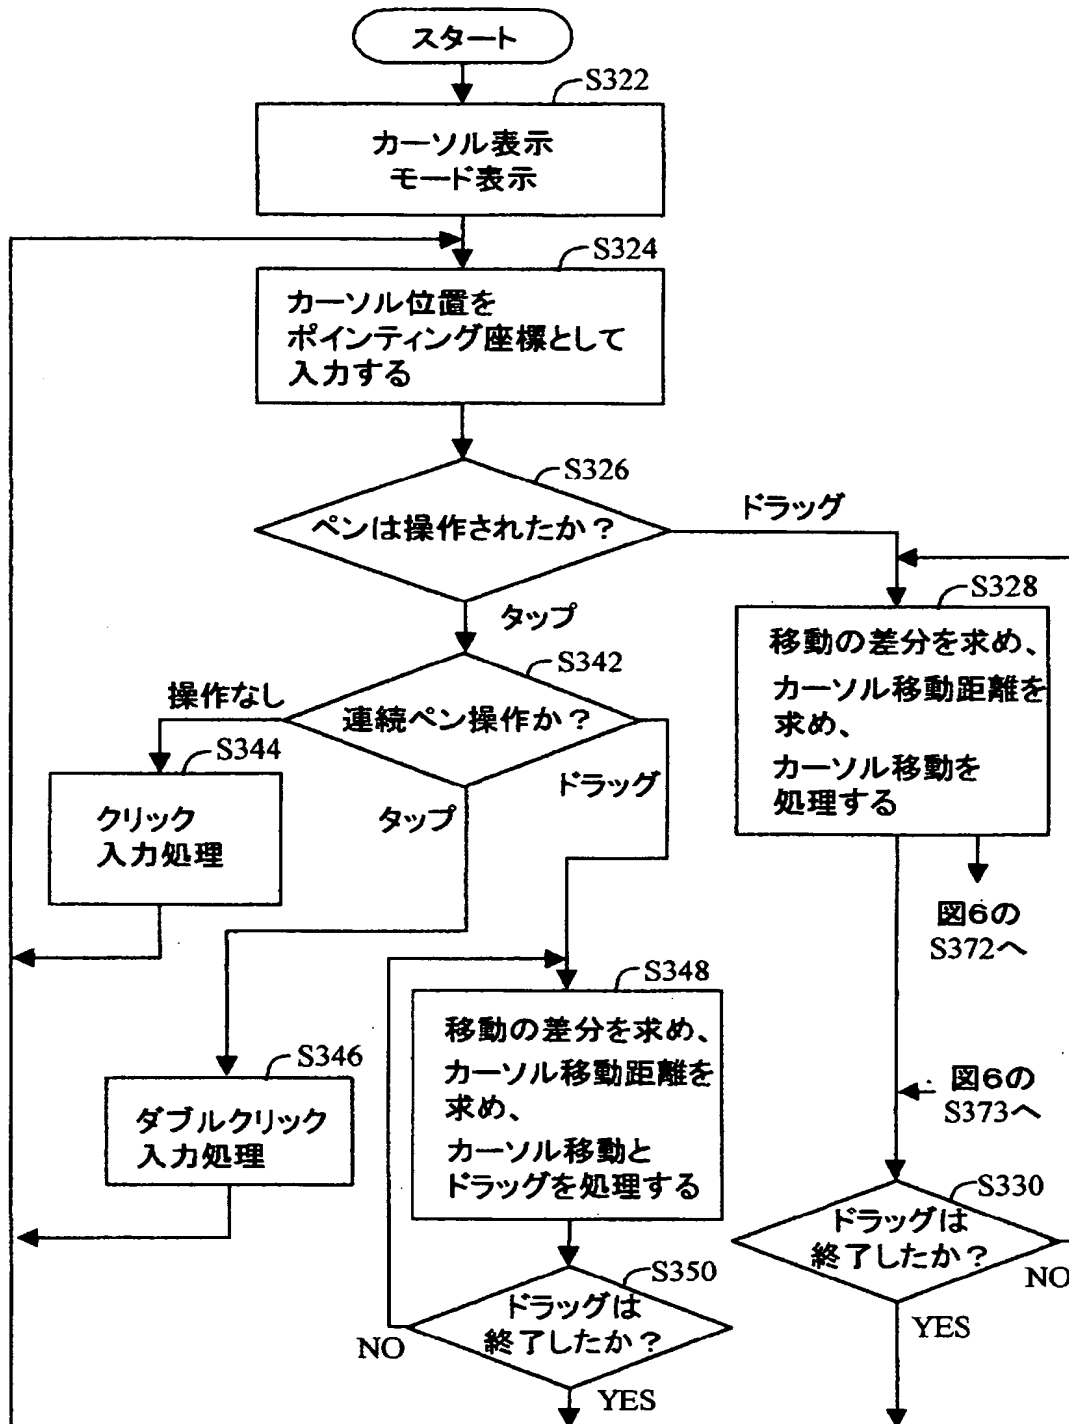 スタート
S322
カーソル表示
モード表示
S324
カーソル位置を
ポインティング座標として
入力する
S326
ペンは操作されたか?
ドラッグ
タップ
S328
移動の差分を求め、
カーソル移動距離を
求め、
カーソル移動を
処理する
S342
連続ペン操作か?
操作なし
S344
クリック
入力処理
タップ
ドラッグ
図6の
S372へ
S346
ダブルクリック
入力処理
S348
移動の差分を求め、
カーソル移動距離を
求め、
カーソル移動と
ドラッグを処理する
図6の
S373へ
S330
ドラッグは
終了したか?
NO
YES
S350
ドラッグは
終了したか?
NO
YES